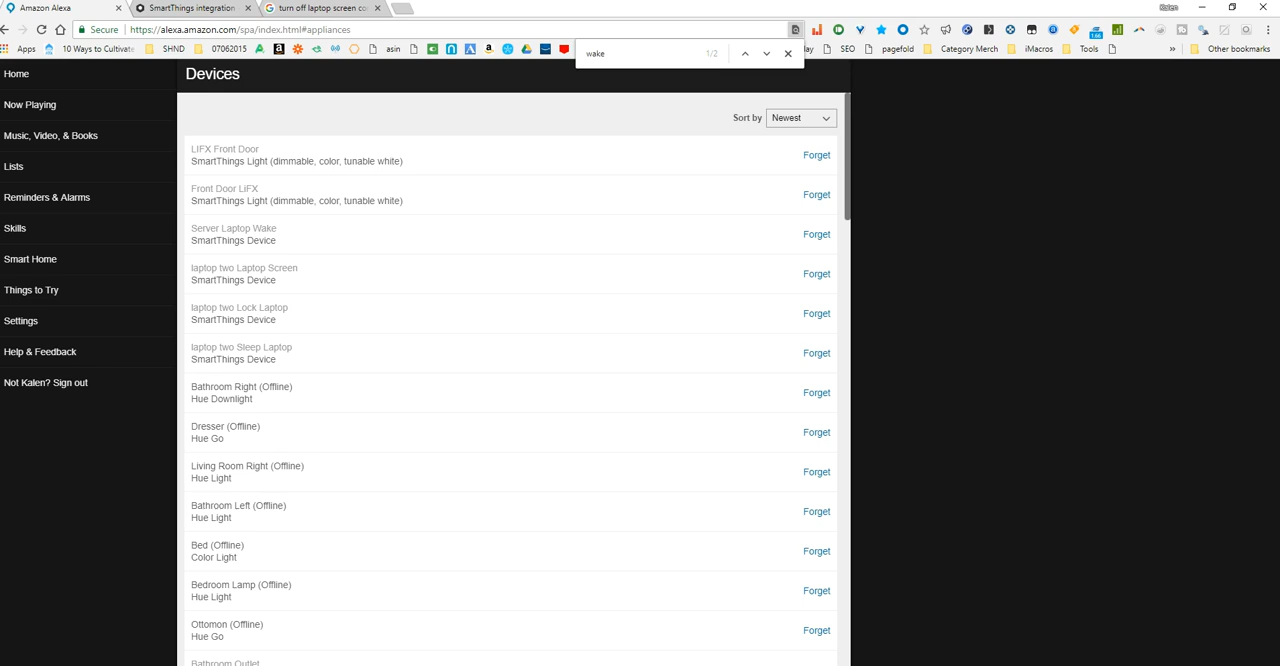 Amazon Alexa
SmartThings integration
turn off laptop screen co
Kalen
Secure
https://alexa.amazon.com/spa/index.html#appliances
Apps
10 Ways to Cultivate
SHND
07062015
asin
SEO
pagefold
Category Merch
iMacros
Tools
»
Other bookmarks
wake
1/2
1.66
Home
Now Playing
Music, Video, & Books
Lists
Reminders & Alarms
Skills
Smart Home
Things to Try
Settings
Help & Feedback
Not Kalen? Sign out
Devices
Sort by
Newest
LIFX Front Door
SmartThings Light (dimmable, color, tunable white)
Forget
Front Door LiFX
SmartThings Light (dimmable, color, tunable white)
Forget
Server Laptop Wake
SmartThings Device
Forget
laptop two Laptop Screen
SmartThings Device
Forget
laptop two Lock Laptop
SmartThings Device
Forget
laptop two Sleep Laptop
SmartThings Device
Forget
Bathroom Right (Offline)
Hue Downlight
Forget
Dresser (Offline)
Hue Go
Forget
Living Room Right (Offline)
Hue Light
Forget
Bathroom Left (Offline)
Hue Light
Forget
Bed (Offline)
Color Light
Forget
Bedroom Lamp (Offline)
Hue Light
Forget
Ottomon (Offline)
Hue Go
Forget
Bathroom Outlet